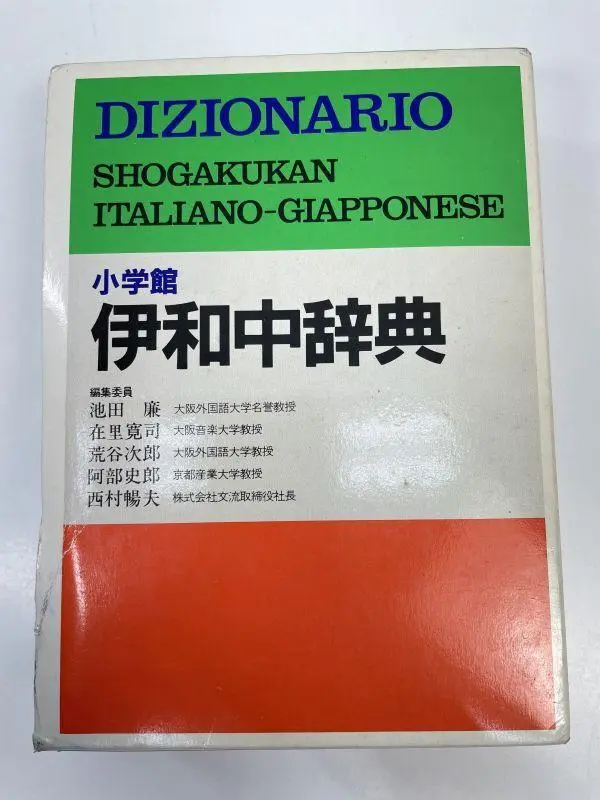 DIZIONARIO
SHOGAKUKAN
ITALIANO-GIAPPONESE
小学館
伊和中辞典
編集委員
池田 廉 大阪外国語大学名誉教授
在里寛司 大阪音楽大学教授
荒谷次郎 大阪外国語大学教授
阿部史郎 京都産業大学教授
西村暢夫 株式会社文流取締役社長